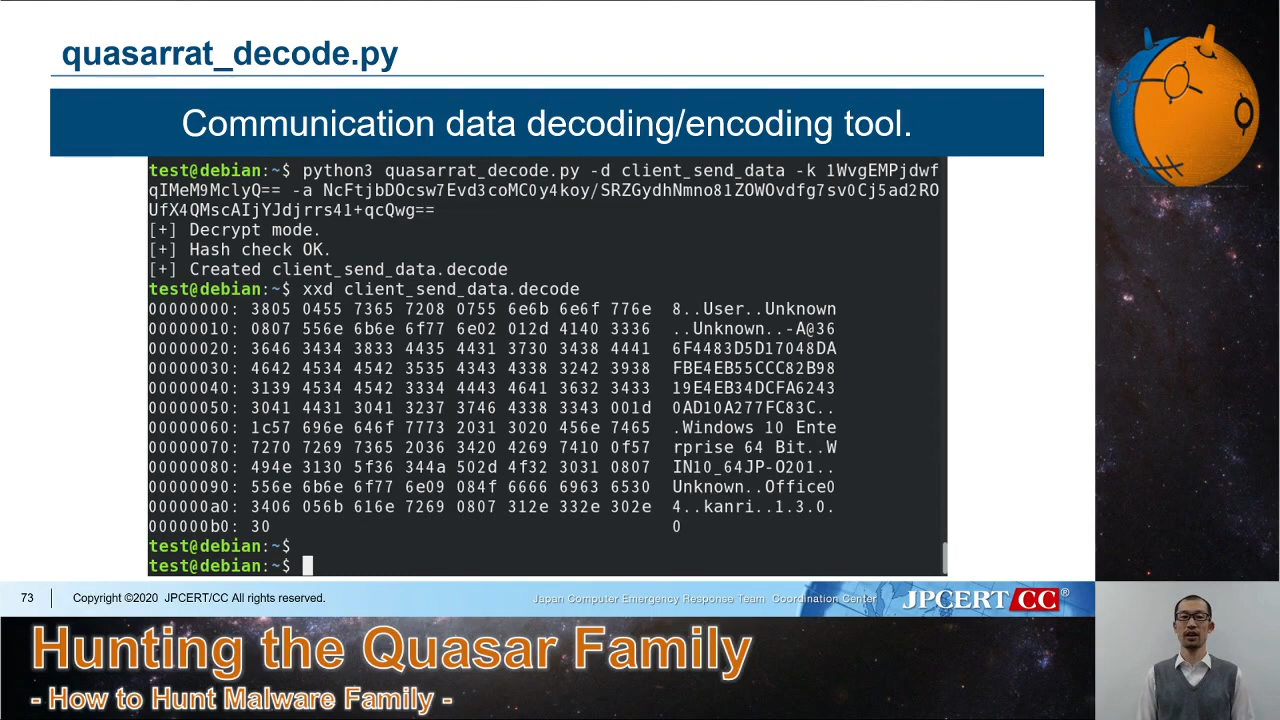 quasarrat_decode.py
Communication data decoding/encoding tool.
test@debian:~$ python3 quasarrat_decode.py -d client_send_data -k 1WvgEMPjdwf
qIMeM9MclyQ== -a NcFtjbDOcsw7Evd3coMC0y4koy/SRZGydhNmno81ZOWOvdfg7sv0Cj5ad2RO
UfX4QMscAIjYJdjrrs41+qcQwg==
[+] Decrypt mode.
[+] Hash check OK.
[+] Created client_send_data.decode
test@debian:~$ xxd client_send_data.decode
00000000: 3805 0455 7365 7208 0755 6e6b 6e6f 776e 8..User..Unknown
00000010: 0807 556e 6b6e 6f77 6e02 012d 4140 3336 ..Unknown..-A@36
00000020: 3646 3434 3833 4435 4431 3730 3438 4441 6F4483D5D17048DA
00000030: 4642 4534 4542 3535 4343 4338 3242 3938 FBE4EB55CCC82B98
00000040: 3139 4534 4542 3334 4443 4641 3632 3433 19E4EB34DCFA6243
00000050: 3041 4431 3041 3237 3746 4338 3343 001d 0AD10A277FC83C..
00000060: 1c57 696e 646f 7773 2031 3020 456e 7465 .Windows 10 Ente
00000070: 7270 7269 7365 2036 3420 4269 7410 0f57 rprise 64 Bit..W
00000080: 494e 3130 5f36 344a 502d 4f32 3031 0807 IN10_64JP-O201..
00000090: 556e 6b6e 6f77 6e09 084f 6666 6963 6530 Unknown..Office0
000000a0: 3406 056b 616e 7269 0807 312e 332e 302e 4..kanri..1.3.0.
000000b0: 30 0
test@debian:~$
test@debian:~$
73
Copyright ©2020 JPCERT/CC All rights reserved.
Japan Computer Emergency Response Team Coordination Center
JPCERT CC®
Hunting the Quasar Family
- How to Hunt Malware Family -